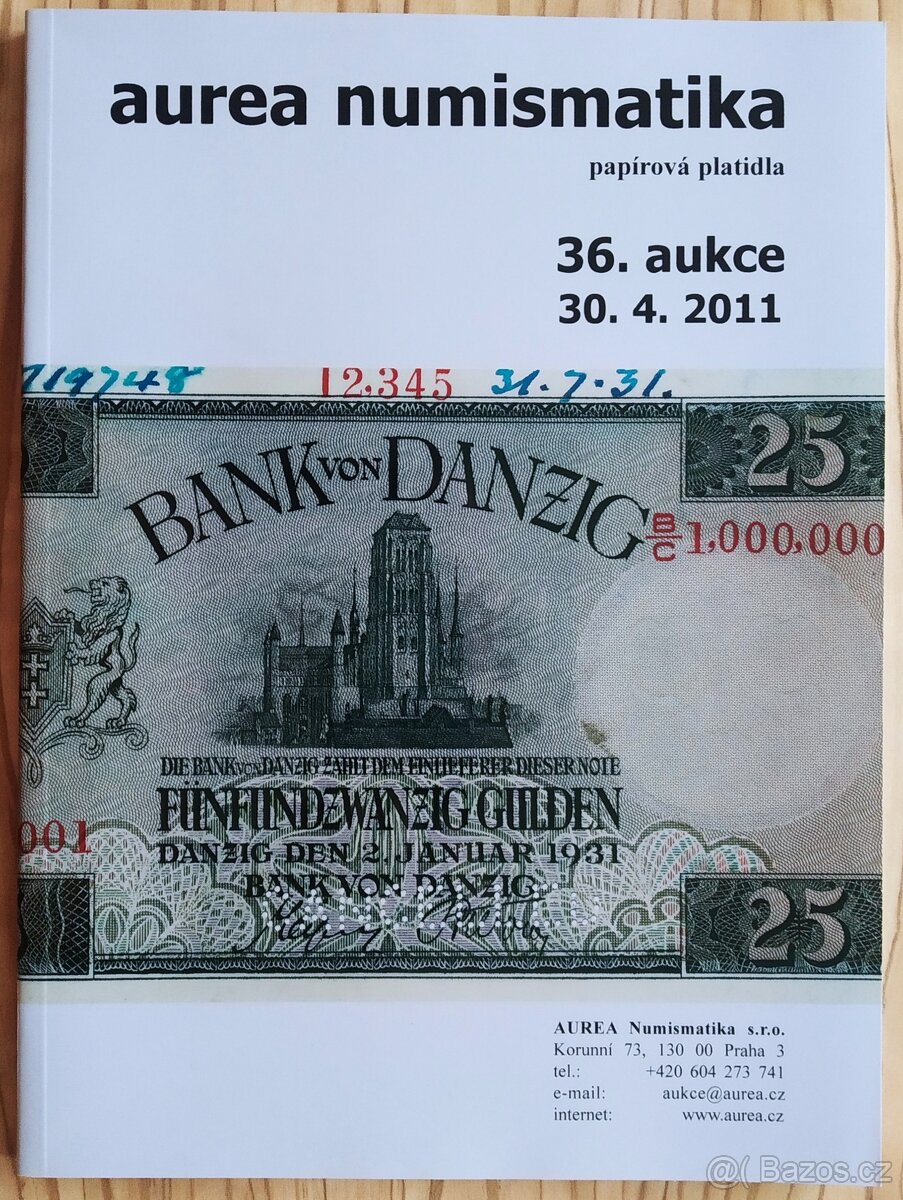 aurea numismatika
papírová platidla
36. aukce
30. 4. 2011
119748 12,345 31.7.31.
25
BANK VON DANZIG
B/C 1,000,000
DIE BANK VON DANZIG ZAHLT DEM EINLIEFERER DIESER NOTE
FÜNFUNDZWANZIG GULDEN
001
DANZIG DEN 2. JANUAR 1931
BANK VON DANZIG
25
AUREA Numismatika s.r.o.
Korunní 73, 130 00 Praha 3
tel.: +420 604 273 741
e-mail: aukce@aurea.cz
internet: www.aurea.cz
@( Bazos.cz